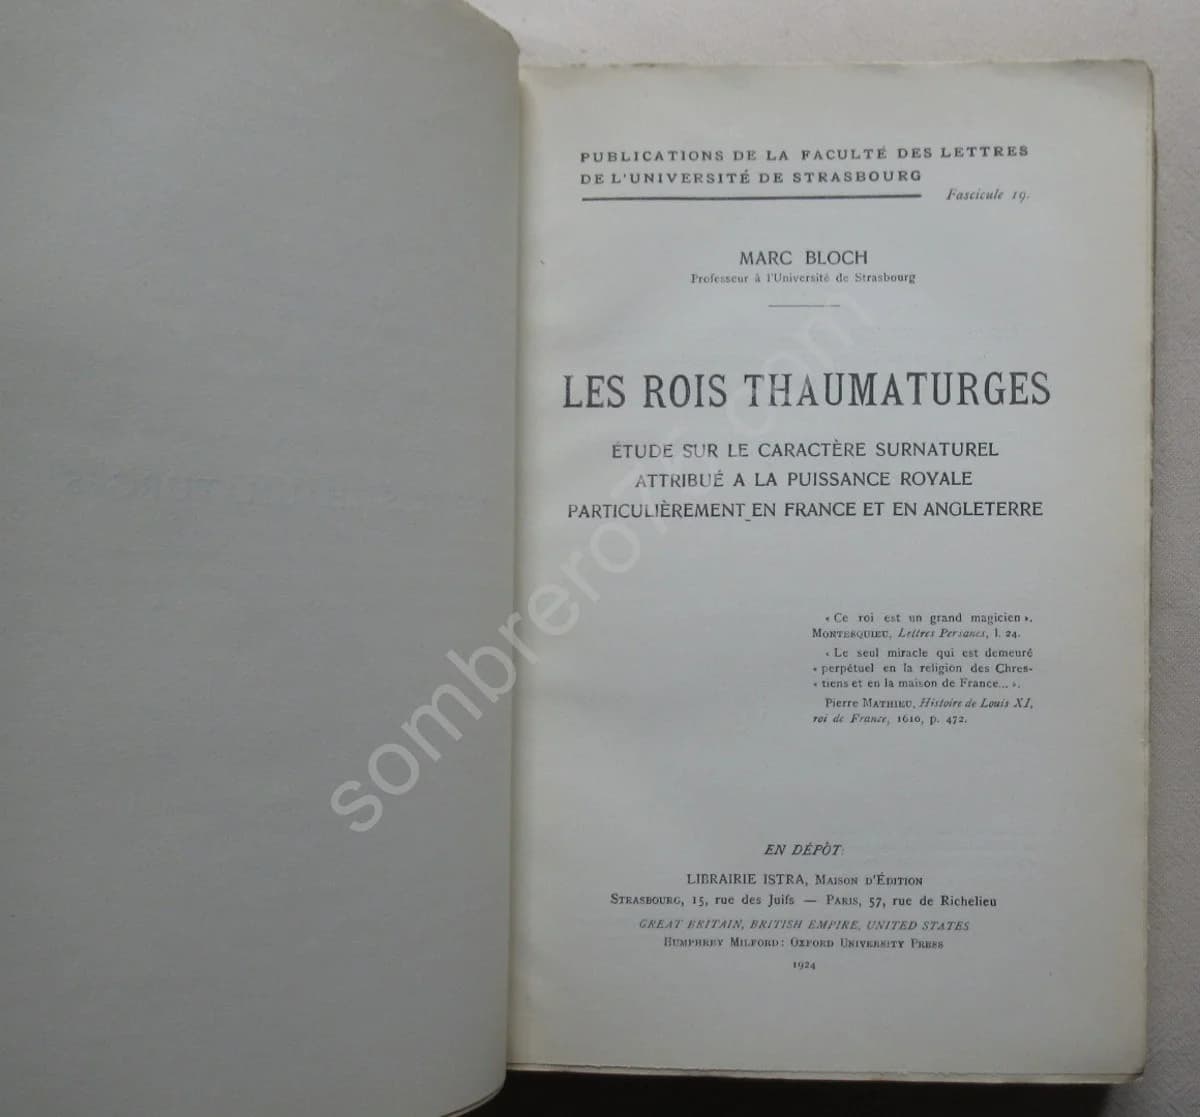 PUBLICATIONS DE LA FACULTÉ DES LETTRES
DE L'UNIVERSITÉ DE STRASBOURG
Fascicule 19.
MARC BLOCH
Professeur à l'Université de Strasbourg
LES ROIS THAUMATURGES
ÉTUDE SUR LE CARACTÈRE SURNATUREL
ATTRIBUÉ A LA PUISSANCE ROYALE
PARTICULIÈREMENT EN FRANCE ET EN ANGLETERRE
« Ce roi est un grand magicien ».
MONTESQUIEU, Lettres Persanes, l. 24.
« Le seul miracle qui est demeuré
« perpétuel en la religion des Chres-
« tiens et en la maison de France... ».
Pierre MATHIEU, Histoire de Louis XI,
roi de France, 1610, p. 472.
EN DÉPÔT:
LIBRAIRIE ISTRA, MAISON D'ÉDITION
STRASBOURG, 15, rue des Juifs — PARIS, 57, rue de Richelieu
GREAT BRITAIN, BRITISH EMPIRE, UNITED STATES
HUMPHREY MILFORD: OXFORD UNIVERSITY PRESS
1924
sombrero75.com